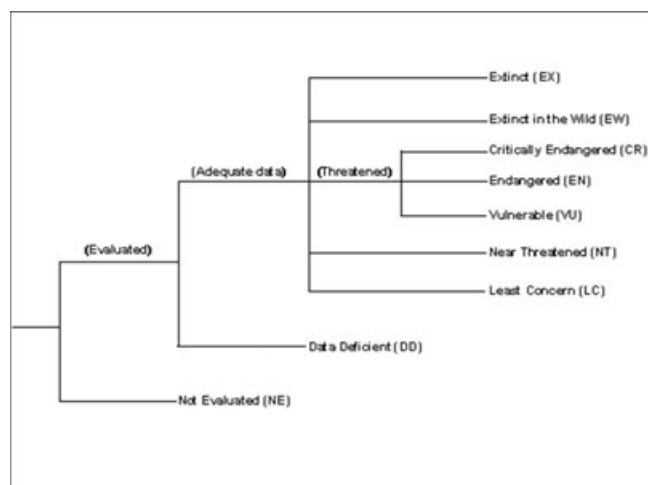 Extinct (EX)
Extinct in the Wild (EW)
Critically Endangered (CR)
(Adequate data)
(Threatened)
Endangered (EN)
Vulnerable (VU)
(Evaluated)
Near Threatened (NT)
Least Concern (LC)
Data Deficient (DD)
Not Evaluated (NE)